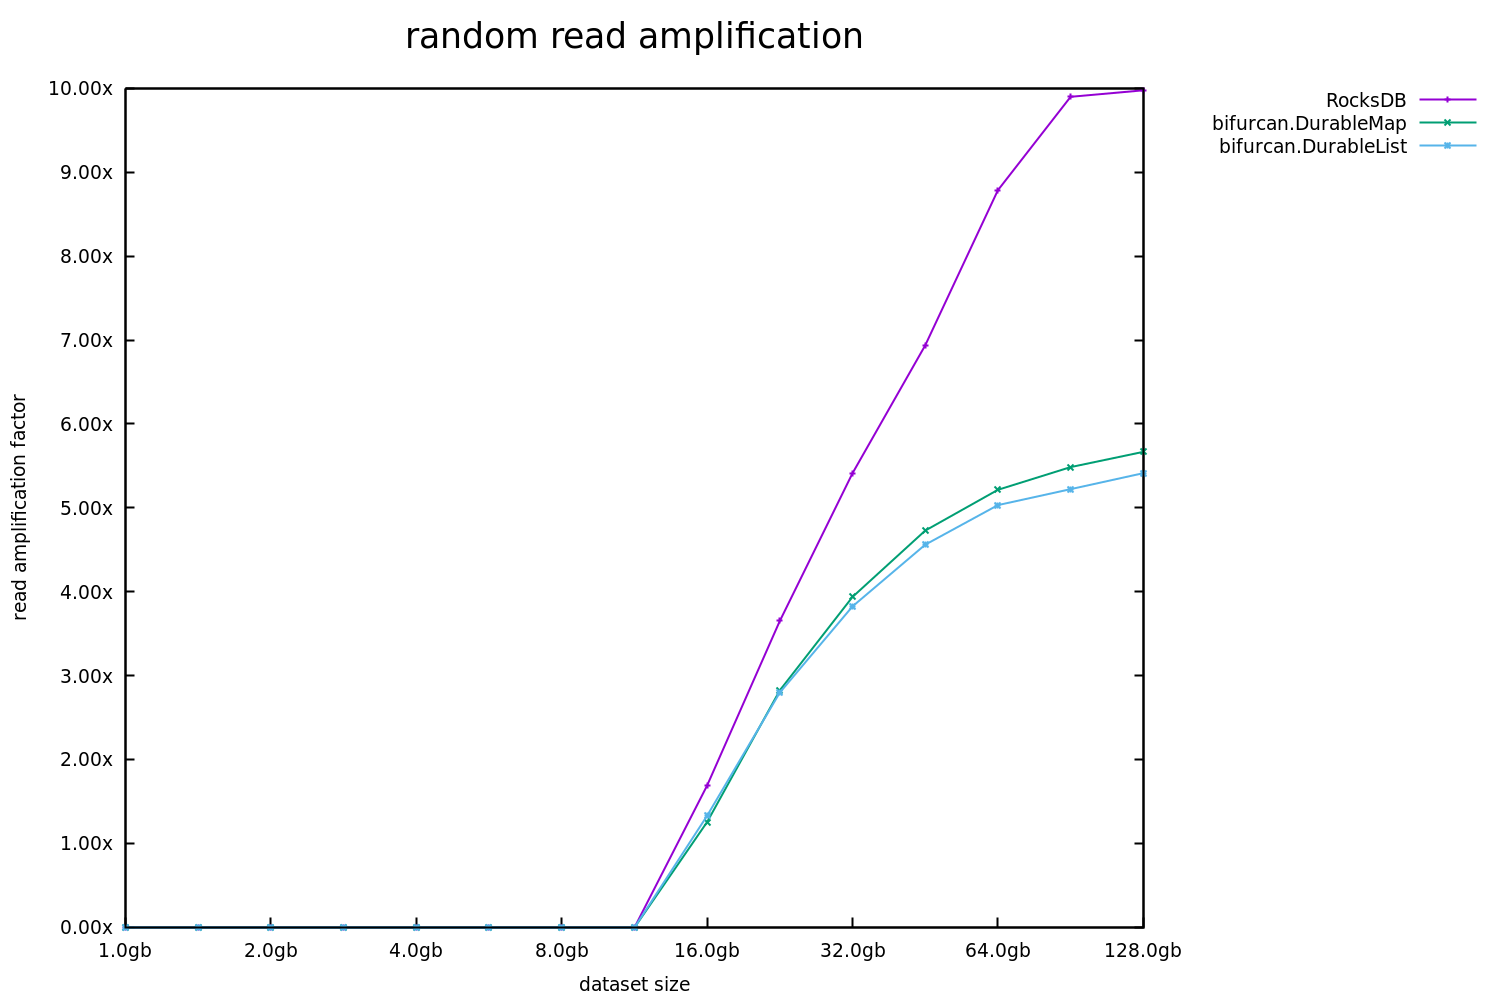 random read amplification
10.00x
9.00x
8.00x
7.00x
6.00x
5.00x
4.00x
3.00x
2.00x
1.00x
0.00x
read amplification factor
1.0gb 2.0gb 4.0gb 8.0gb 16.0gb 32.0gb 64.0gb 128.0gb
dataset size
RocksDB
bifurcan.DurableMap
bifurcan.DurableList